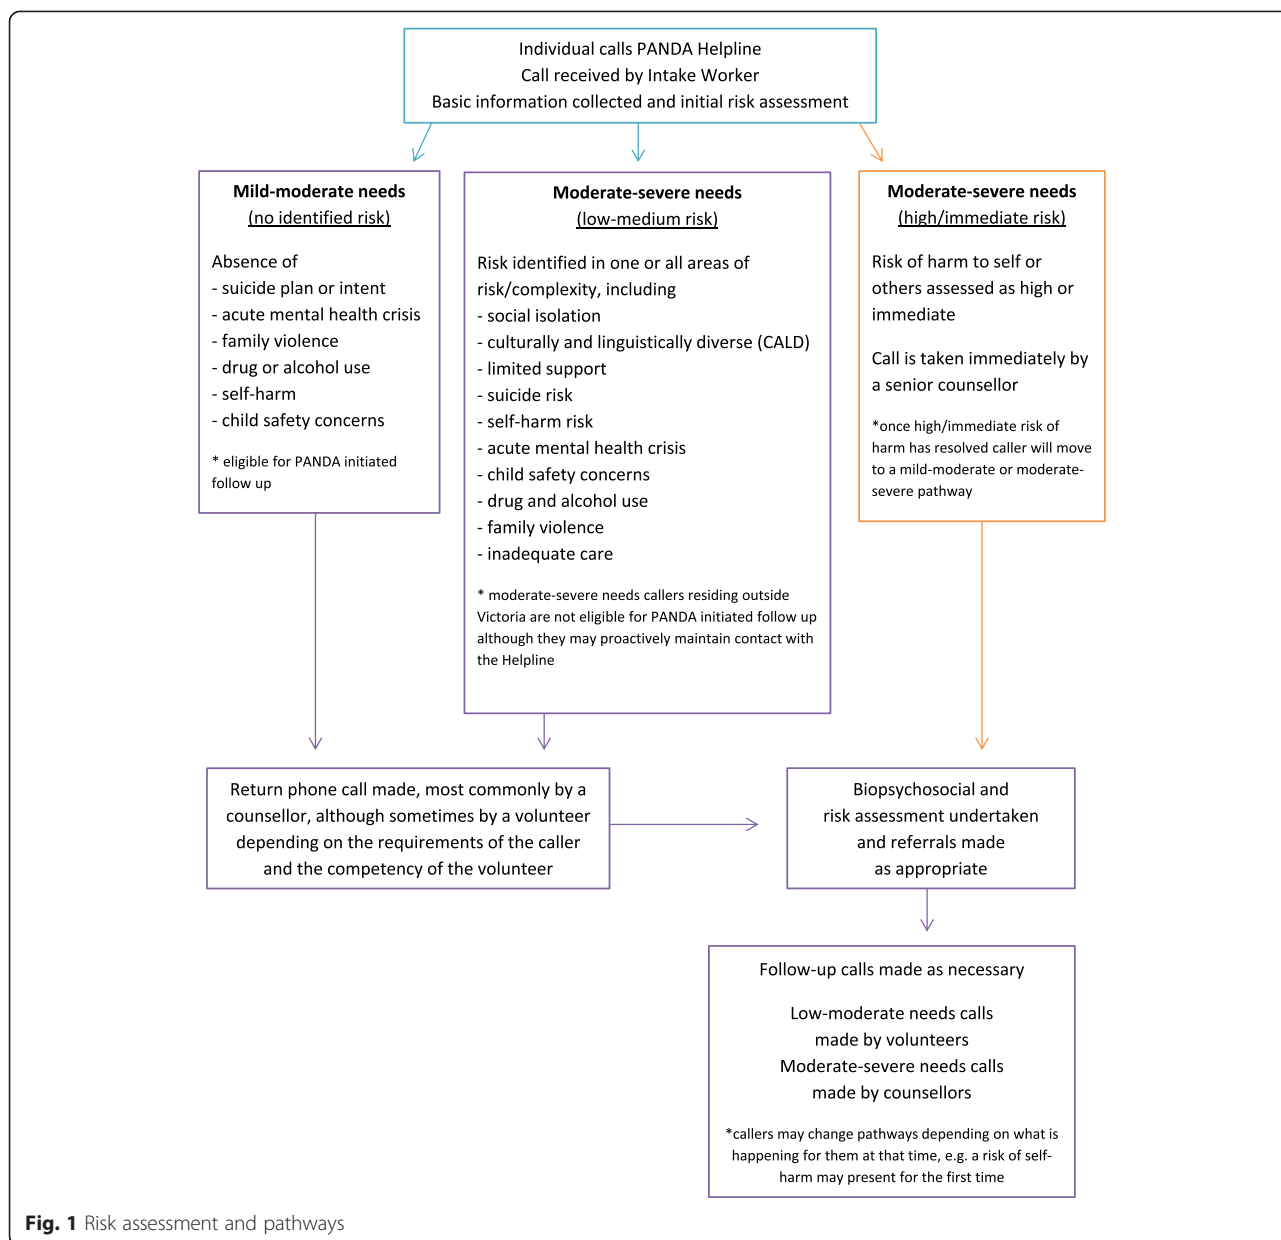 Individual calls PANDA Helpline
Call received by Intake Worker
Basic information collected and initial risk assessment
Mild-moderate needs
(no identified risk)
Absence of
- suicide plan or intent
- acute mental health crisis
- family violence
- drug or alcohol use
- self-harm
- child safety concerns
* eligible for PANDA initiated
follow up
Moderate-severe needs
(low-medium risk)
Risk identified in one or all areas of
risk/complexity, including
- social isolation
- culturally and linguistically diverse (CALD)
- limited support
- suicide risk
- self-harm risk
- acute mental health crisis
- child safety concerns
- drug and alcohol use
- family violence
- inadequate care
* moderate-severe needs callers residing outside
Victoria are not eligible for PANDA initiated follow up
although they may proactively maintain contact with
the Helpline
Moderate-severe needs
(high/immediate risk)
Risk of harm to self or
others assessed as high or
immediate
Call is taken immediately by
a senior counsellor
*once high/immediate risk of
harm has resolved caller will move
to a mild-moderate or moderate-
severe pathway
Return phone call made, most commonly by a
counsellor, although sometimes by a volunteer
depending on the requirements of the caller
and the competency of the volunteer
Biopsychosocial and
risk assessment undertaken
and referrals made
as appropriate
Follow-up calls made as necessary
Low-moderate needs calls
made by volunteers
Moderate-severe needs calls
made by counsellors
*callers may change pathways depending on what is
happening for them at that time, e.g. a risk of self-
harm may present for the first time
Fig. 1 Risk assessment and pathways